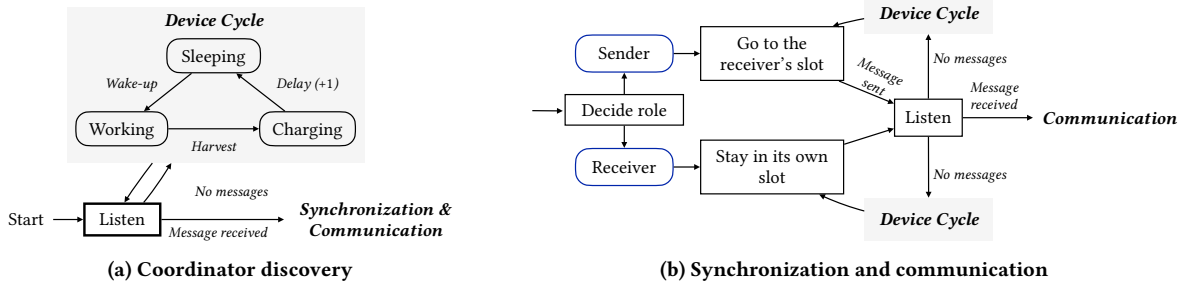 Device Cycle
Sleeping
Wake-up
Delay (+1)
Working
Charging
Harvest
No messages
Start
Listen
Message received
Synchronization &
Communication
(a) Coordinator discovery
Device Cycle
Sender
Go to the
receiver's slot
No messages
Message
sent
Message
received
Decide role
Listen
Communication
Receiver
Stay in its own
slot
No messages
Device Cycle
(b) Synchronization and communication